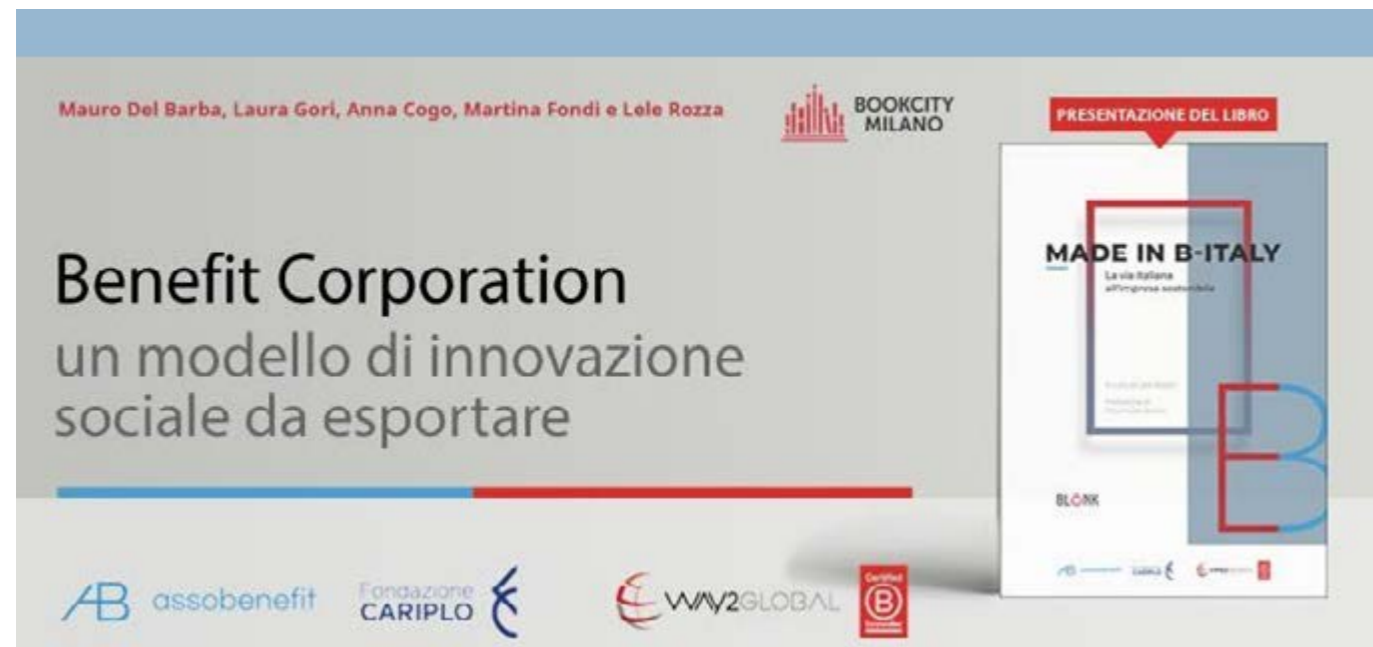 Mauro Del Barba, Laura Gori, Anna Cogo, Martina Fondi e Lele Rozza
BOOKCITY
MILANO
PRESENTAZIONE DEL LIBRO
Benefit Corporation
un modello di innovazione
sociale da esportare
MADE IN B-ITALY
La via italiana
all'impresa sostenibile
B
BLONK
AB assobenefit
Fondazione
CARIPLO
WAY2GLOBAL
Certified
B
Corporation